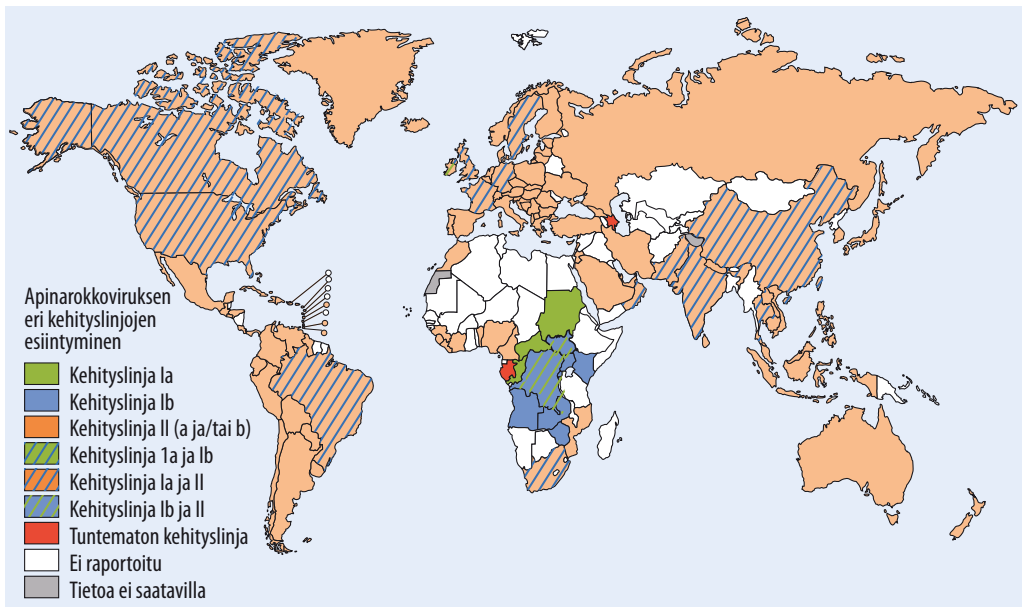 Apinarokkoviruksen
eri kehityslinjojen
esiintyminen
Kehityslinja Ia
Kehityslinja Ib
Kehityslinja II (a ja/tai b)
Kehityslinja 1a ja Ib
Kehityslinja Ia ja II
Kehityslinja Ib ja II
Tuntematon kehityslinja
Ei raportoitu
Tietoa ei saatavilla